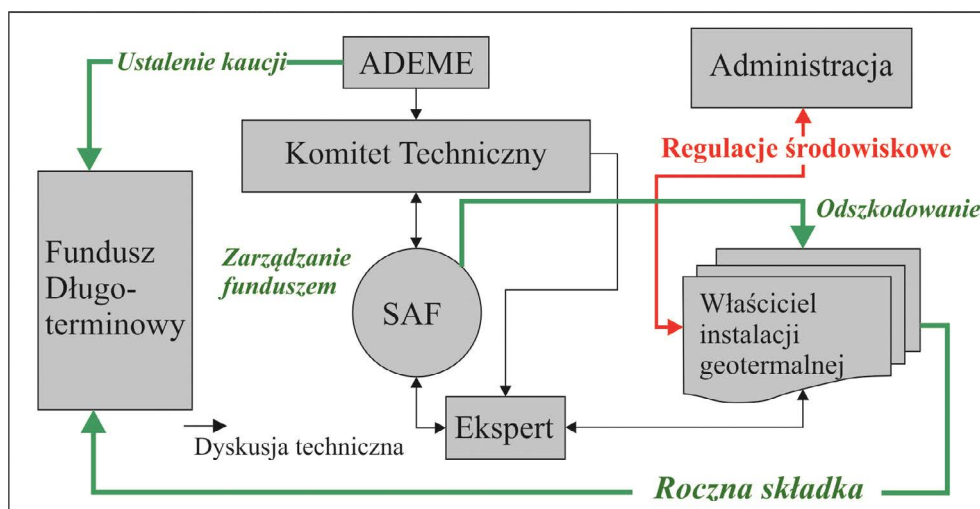 Ustalenie kaucji
ADEME
Administracja
Komitet Techniczny
Regulacje środowiskowe
Fundusz
Długo-
terminowy
Zarządzanie
funduszem
SAF
Odszkodowanie
Właściciel
instalacji
geotermalnej
Ekspert
Dyskusja techniczna
Roczna składka